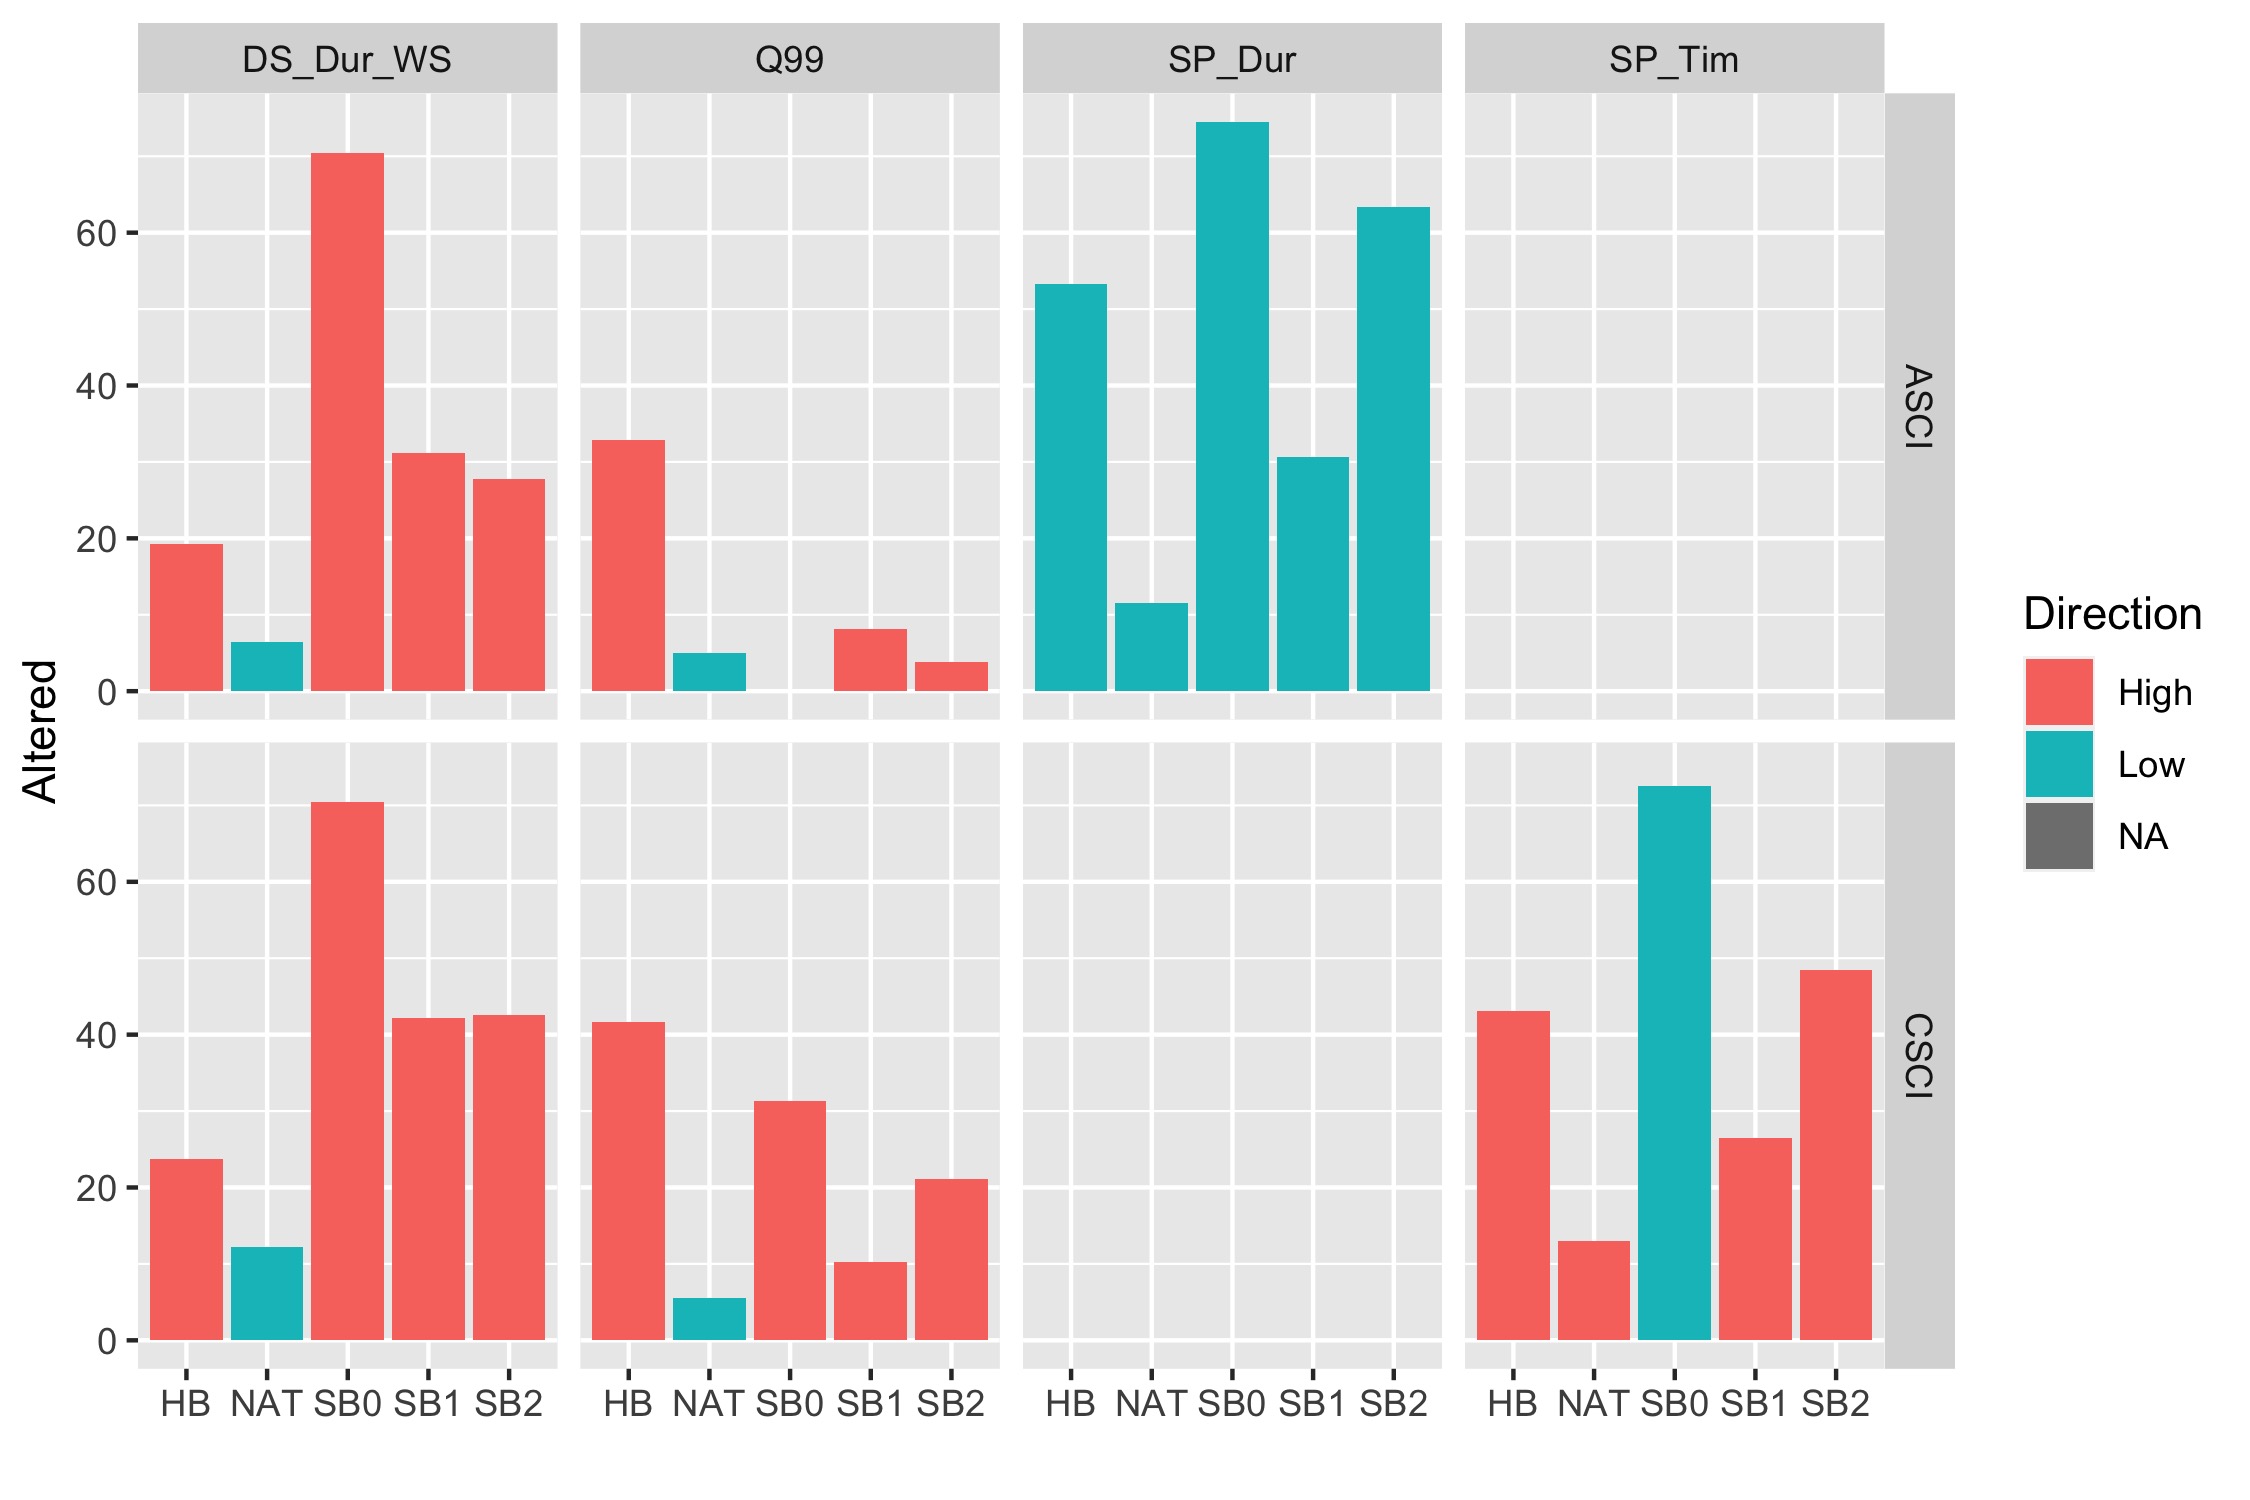 DS_Dur_WS Q99 SP_Dur SP_Tim
60
40
20
0
ASCI
Altered
60
40
20
0
CSCI
HB NAT SB0 SB1 SB2 HB NAT SB0 SB1 SB2 HB NAT SB0 SB1 SB2 HB NAT SB0 SB1 SB2
Direction
High
Low
NA